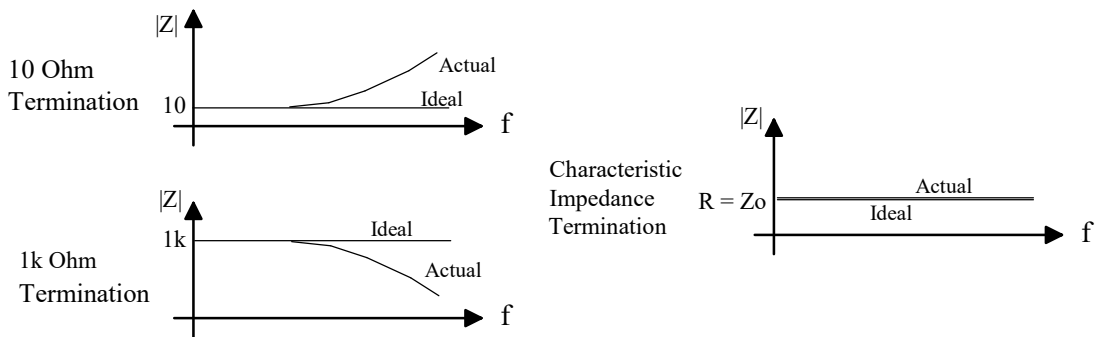 |Z|
10 Ohm
Termination
10
Actual
Ideal
f
|Z|
1k
1k Ohm
Termination
Ideal
Actual
f
|Z|
Characteristic
Impedance
Termination
R = Zo
Actual
Ideal
f